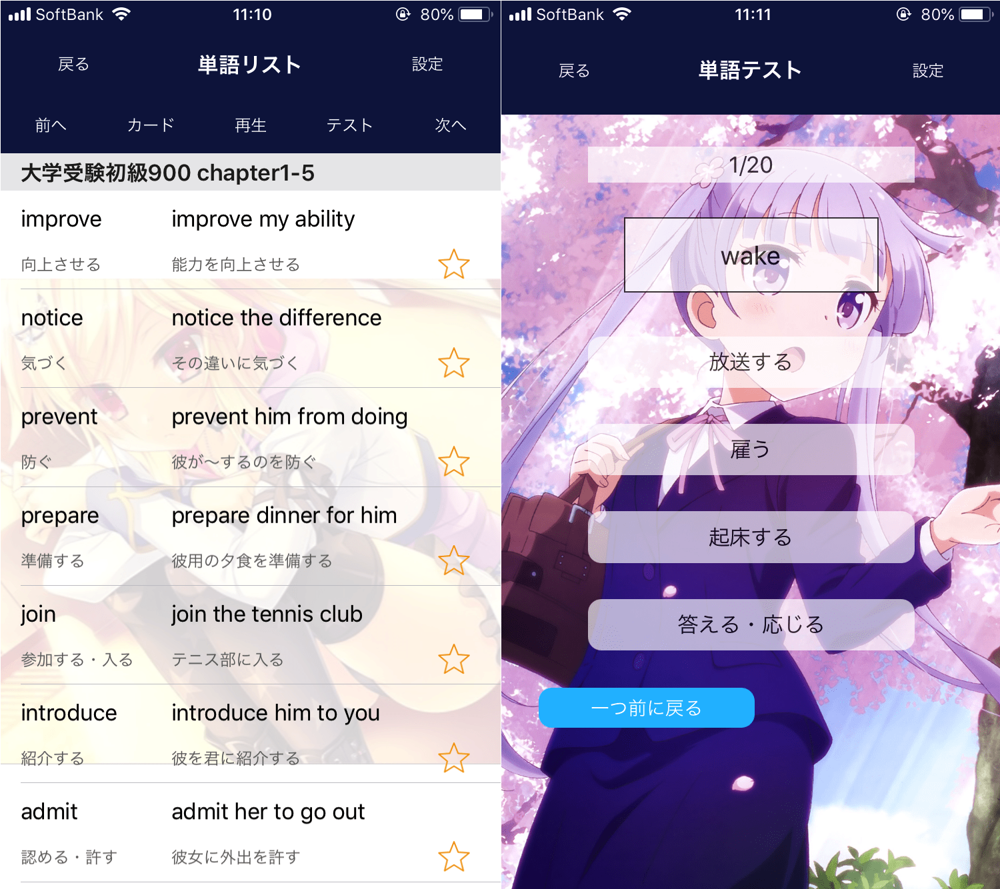 SoftBank 11:10 80%
戻る 単語リスト 設定
前へ カード 再生 テスト 次へ
大学受験初級900 chapter1-5
improve improve my ability
向上させる 能力を向上させる
notice notice the difference
気づく その違いに気づく
prevent prevent him from doing
防ぐ 彼が〜するのを防ぐ
prepare prepare dinner for him
準備する 彼用の夕食を準備する
join join the tennis club
参加する・入る テニス部に入る
introduce introduce him to you
紹介する 彼を君に紹介する
admit admit her to go out
認める・許す 彼女に外出を許す
SoftBank 11:11 80%
戻る 単語テスト 設定
1/20
wake
放送する
雇う
起床する
答える・応じる
一つ前に戻る